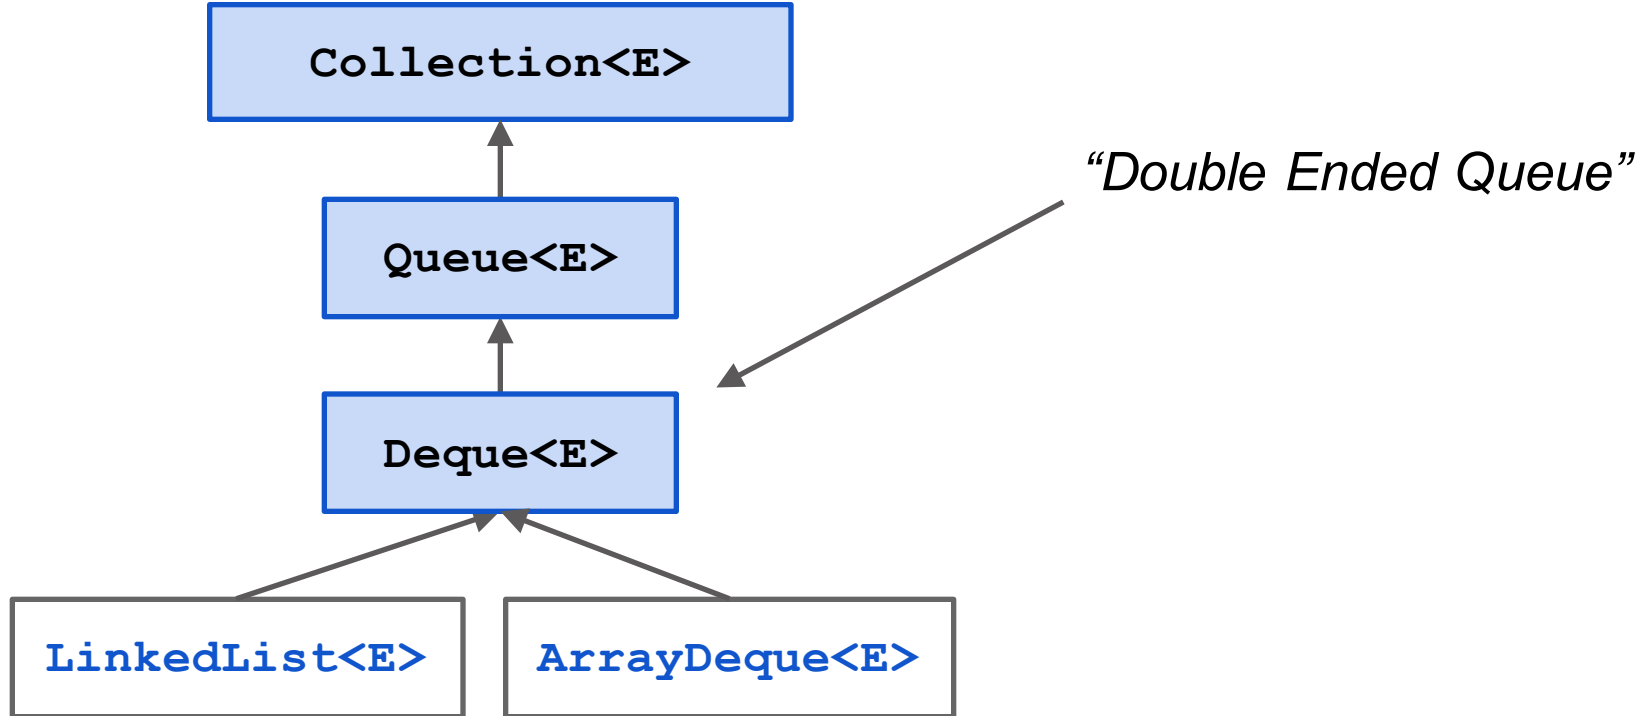 Collection<E>
“Double Ended Queue”
Queue<E>
Deque<E>
LinkedList<E>
ArrayDeque<E>